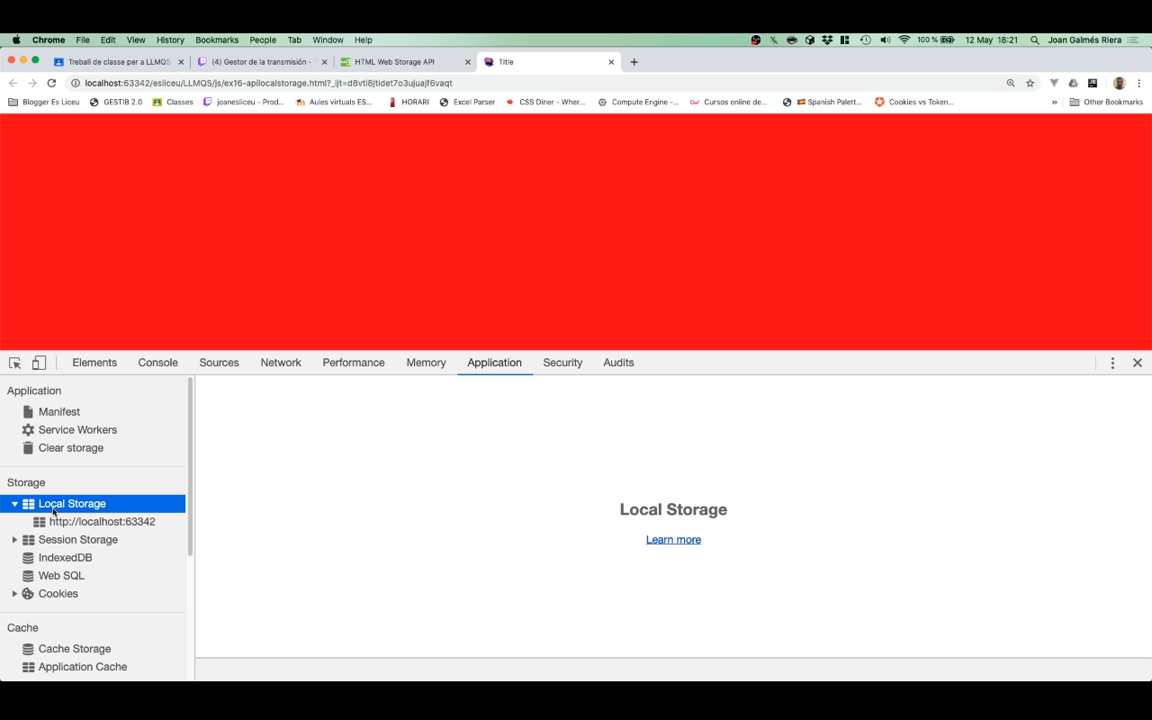 Chrome File Edit View History Bookmarks People Tab Window Help 100% 12 May 18:21 Joan Galmés Riera
Treball de classe per a LLMQS (4) Gestor de la transmisión - HTML Web Storage API Title
localhost:63342/esliceu/LLMQS/js/ex16-apilocalstorage.html?_ijt=d8vti8jtidet7o3ujuajf6vaqt
Blogger Es Liceu GESTIB 2.0 Classes joanesliceu - Prod... Aules virtuals ES... HORARI Excel Parser CSS Diner - Wher... Compute Engine -... Cursos online de... Spanish Palett... Cookies vs Token... » Other Bookmarks
Elements Console Sources Network Performance Memory Application Security Audits
Application
Manifest
Service Workers
Clear storage
Storage
Local Storage
http://localhost:63342
Session Storage
IndexedDB
Web SQL
Cookies
Cache
Cache Storage
Application Cache
Local Storage
Learn more